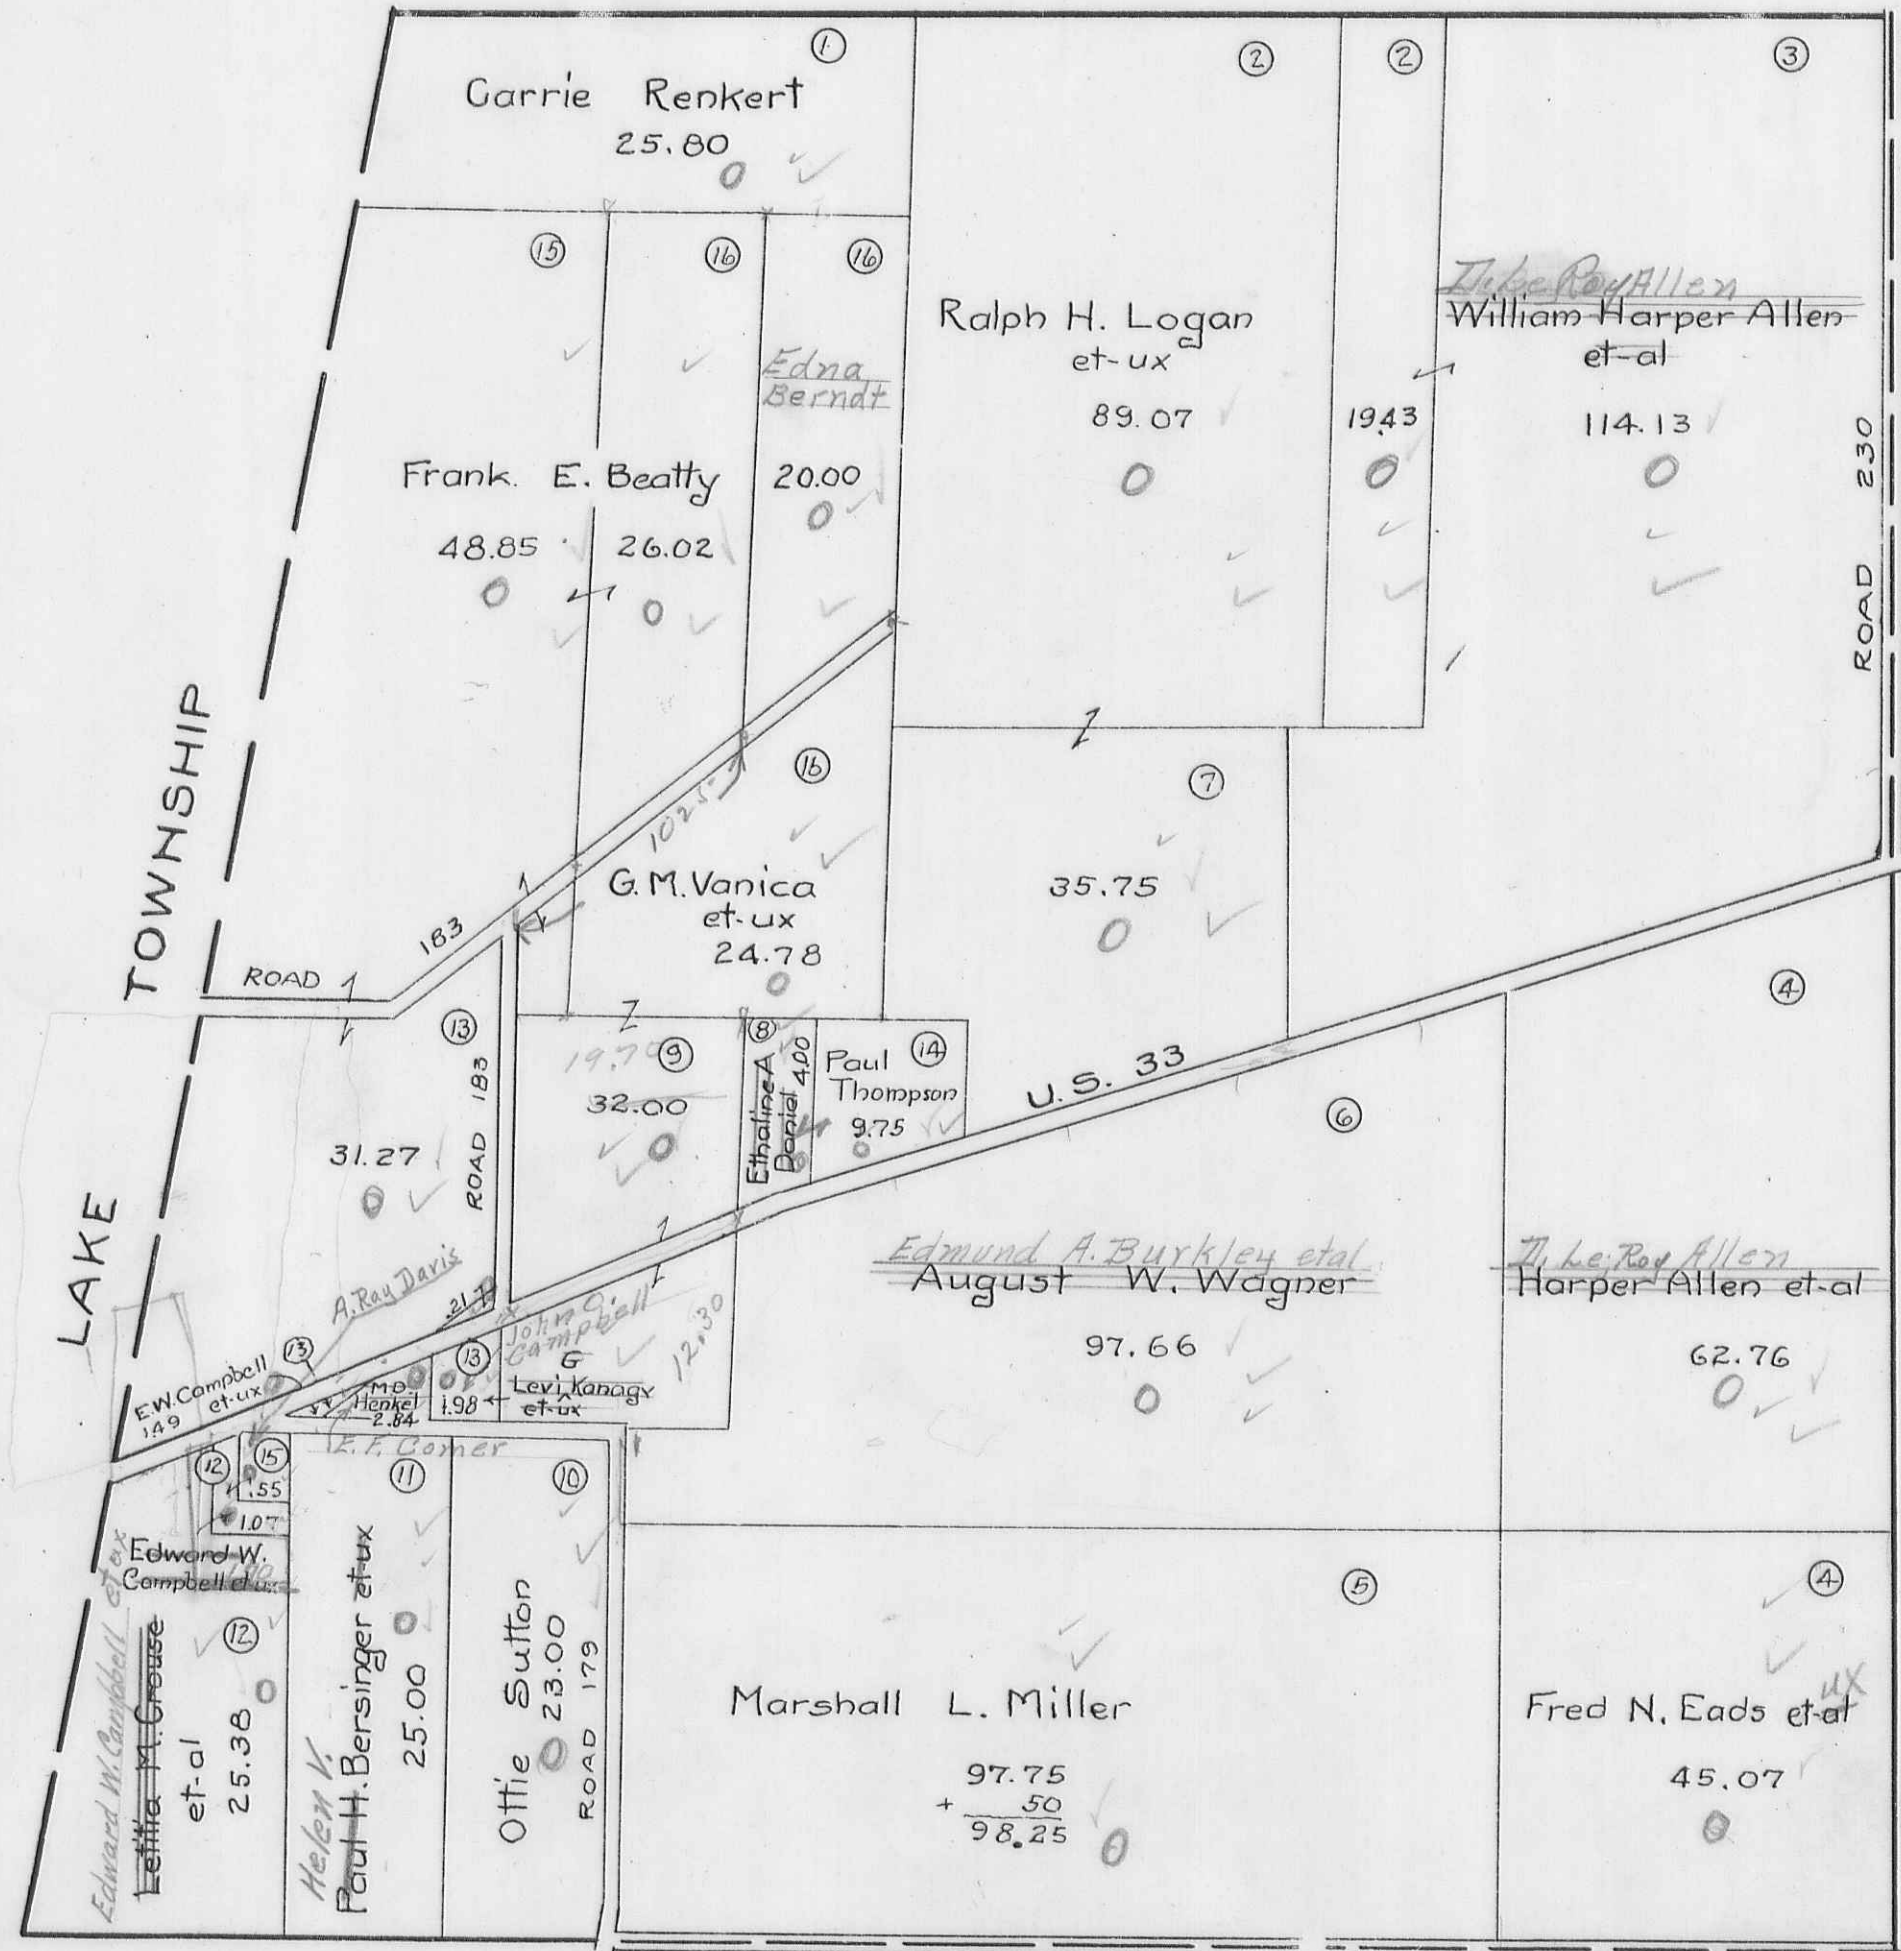 ①
Carrie Renkert
25.80
②
②
③
⑮
⑯
⑯
Roy Allen
William Harper Allen
et-al
114.13
Ralph H. Logan
et-ux
89.07
19.43
Edna
Berndt
20.00
Frank. E. Beatty
48.85
26.02
ROAD 230
LAKE TOWNSHIP
⑯
1025
⑦
35.75
G.M. Vanica
et-ux
24.78
183
ROAD
④
⑬
ROAD 183
31.27
⑨
32.00
⑧
Ethaline A
Daniel 4.00
⑭
Paul
Thompson
9.75
U.S. 33
⑥
Edmund A. Burkley etal
August W. Wagner
97.66
D. LeRoy Allen
Harper Allen et-al
62.76
A. Ray Davis
.21
⑬
E.W. Campbell
et-ux
1.49
M.O.
Henkel
2.84
E.F. Comer
⑬
1.98
John O.
Campbell
G
Levi Kanagy
et-ux
12.30
⑫
⑮
.55
1.07
Edward W.
Campbell et u
Edward W. Campbell et ux
Letitia M. Crouse
et-al
25.38
⑫
⑪
Helen V.
Paul H. Bersinger et-ux
25.00
⑩
Ottie Sutton
23.00
ROAD 179
⑤
Marshall L. Miller
97.75
+ 50
98.25
④
ux
Fred N. Eads et-al
45.07